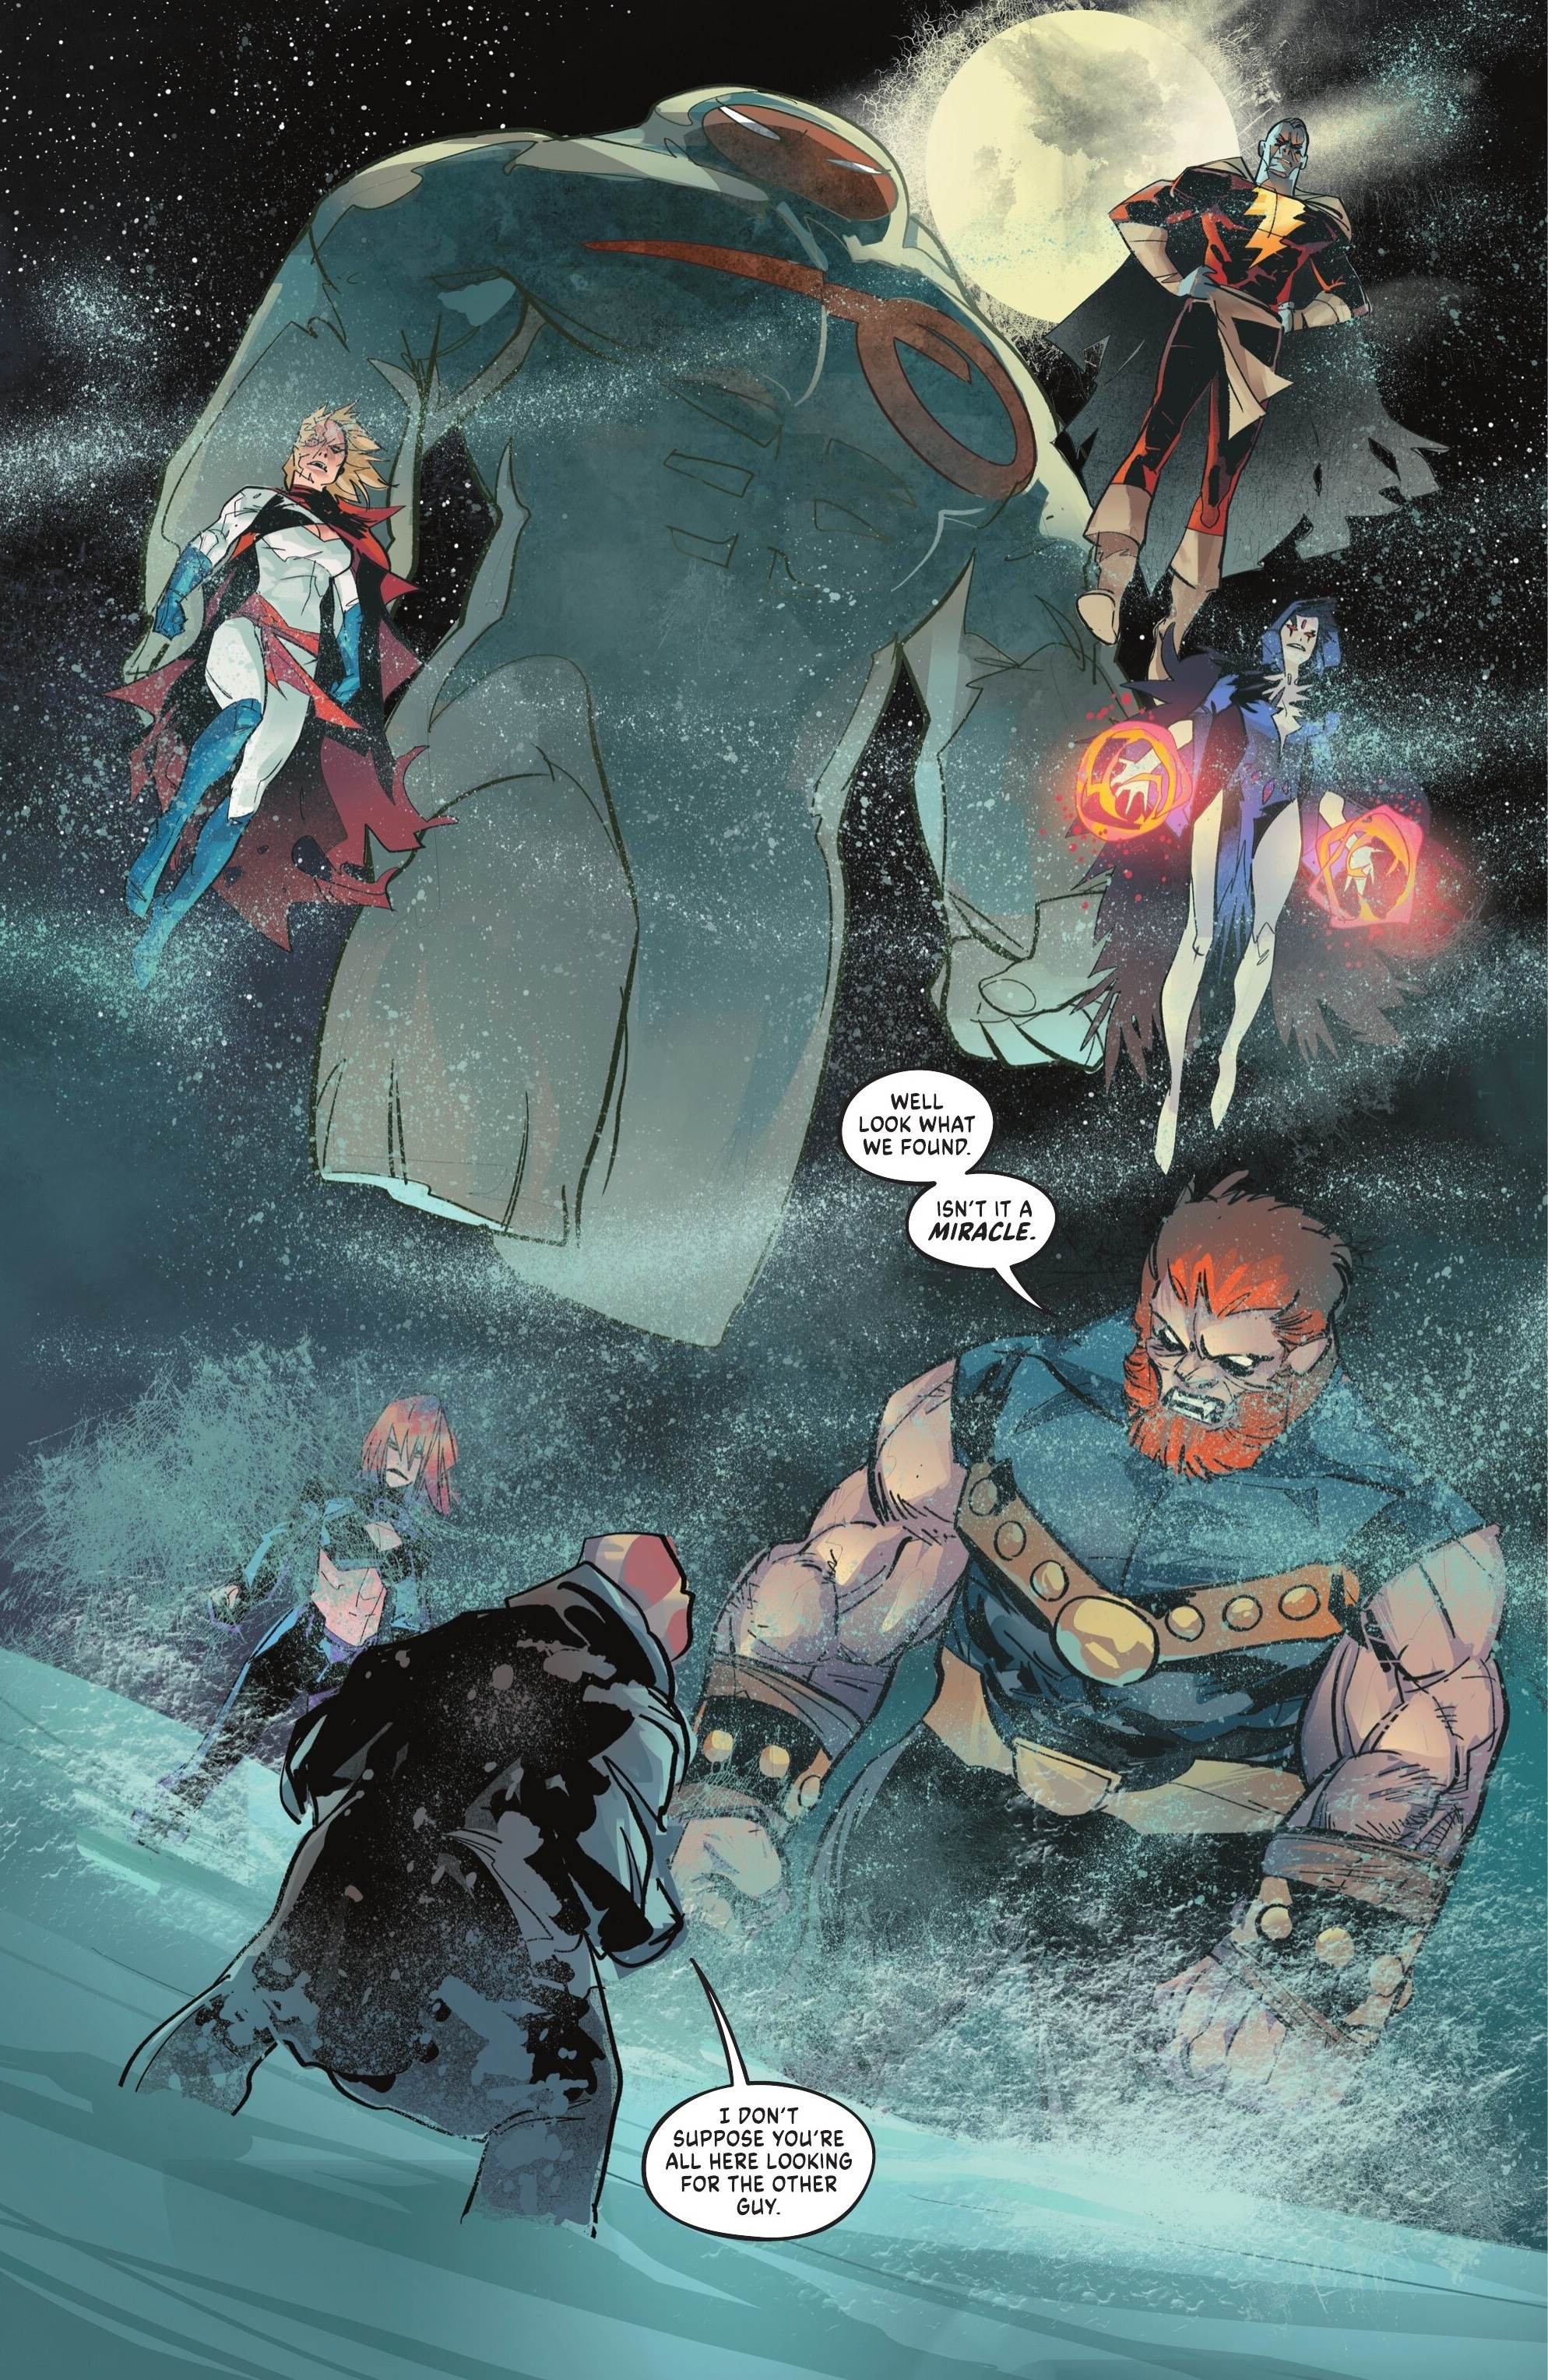 WELL
LOOK WHAT
WE FOUND.
ISN'T IT A
MIRACLE.
I DON'T
SUPPOSE YOU'RE
ALL HERE LOOKING
FOR THE OTHER
GUY.